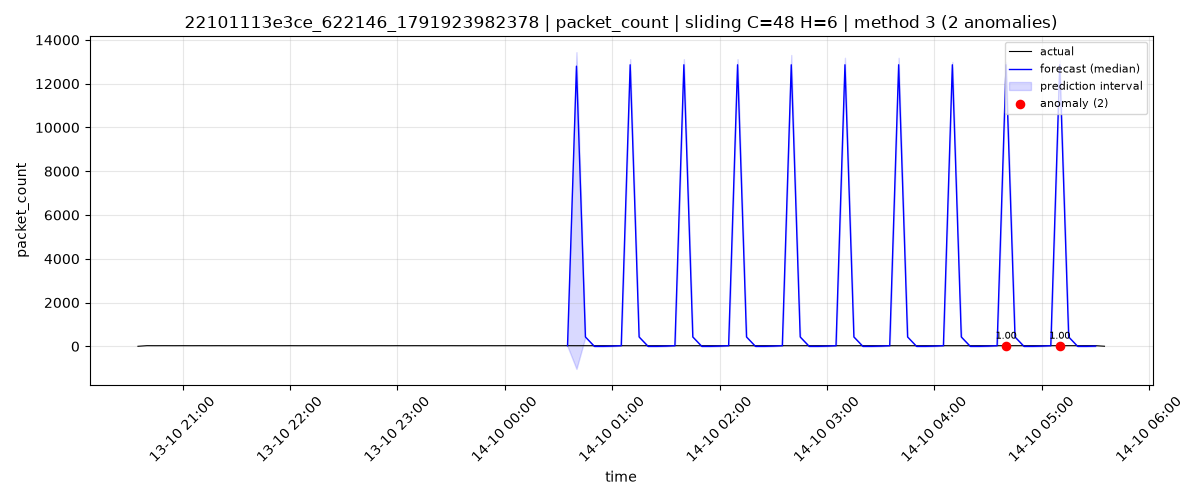 22101113e3ce_622146_1791923982378 | packet_count | sliding C=48 H=6 | method 3 (2 anomalies)
14000
12000
10000
8000
6000
4000
2000
0
packet_count
actual
forecast (median)
prediction interval
anomaly (2)
1.00
1.00
13-10 21:00
13-10 22:00
13-10 23:00
14-10 00:00
14-10 01:00
14-10 02:00
14-10 03:00
14-10 04:00
14-10 05:00
14-10 06:00
time